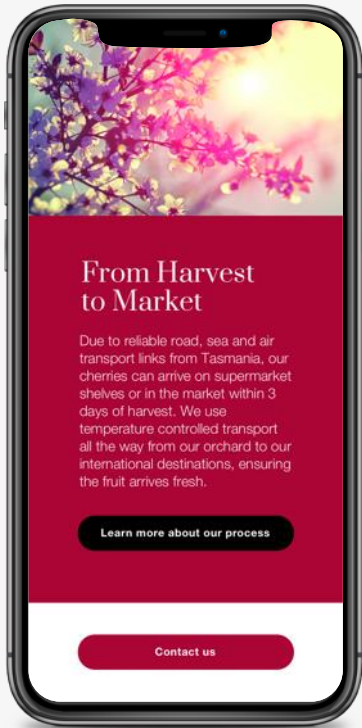 From Harvest
to Market
Due to reliable road, sea and air
transport links from Tasmania, our
cherries can arrive on supermarket
shelves or in the market within 3
days of harvest. We use
temperature controlled transport
all the way from our orchard to our
international destinations, ensuring
the fruit arrives fresh.
Learn more about our process
Contact us